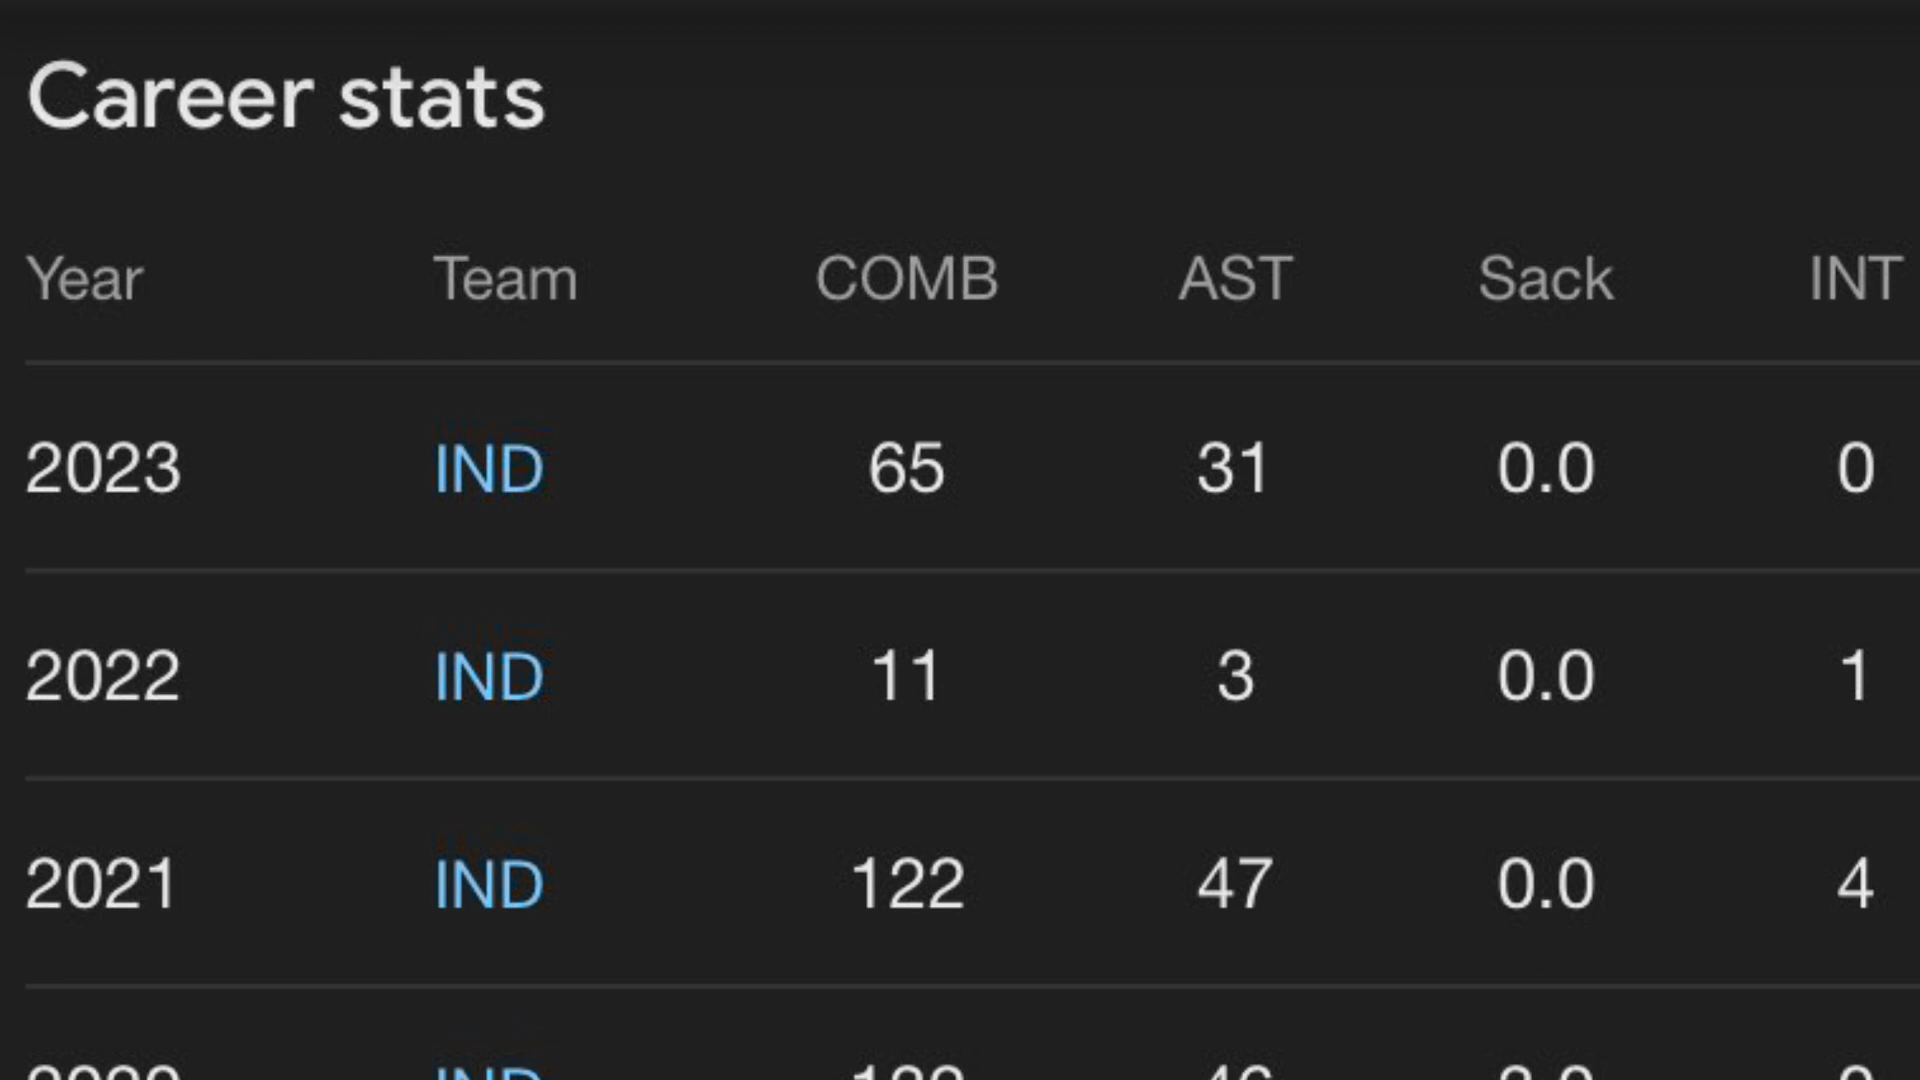 Career stats
Year Team COMB AST Sack INT
2023 IND 65 31 0.0 0
2022 IND 11 3 0.0 1
2021 IND 122 47 0.0 4
IND